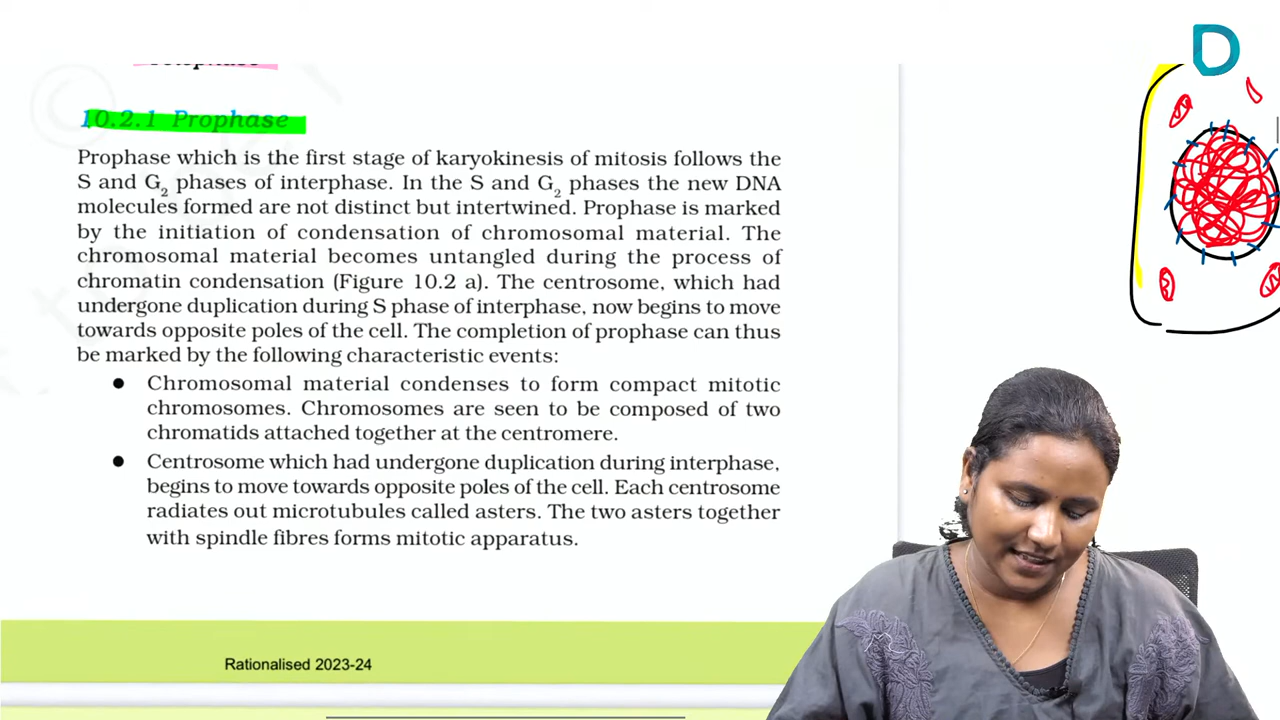 D
10.2.1 Prophase
Prophase which is the first stage of karyokinesis of mitosis follows the
S and G2 phases of interphase. In the S and G2 phases the new DNA
molecules formed are not distinct but intertwined. Prophase is marked
by the initiation of condensation of chromosomal material. The
chromosomal material becomes untangled during the process of
chromatin condensation (Figure 10.2 a). The centrosome, which had
undergone duplication during S phase of interphase, now begins to move
towards opposite poles of the cell. The completion of prophase can thus
be marked by the following characteristic events:
● Chromosomal material condenses to form compact mitotic
chromosomes. Chromosomes are seen to be composed of two
chromatids attached together at the centromere.
● Centrosome which had undergone duplication during interphase,
begins to move towards opposite poles of the cell. Each centrosome
radiates out microtubules called asters. The two asters together
with spindle fibres forms mitotic apparatus.
Rationalised 2023-24